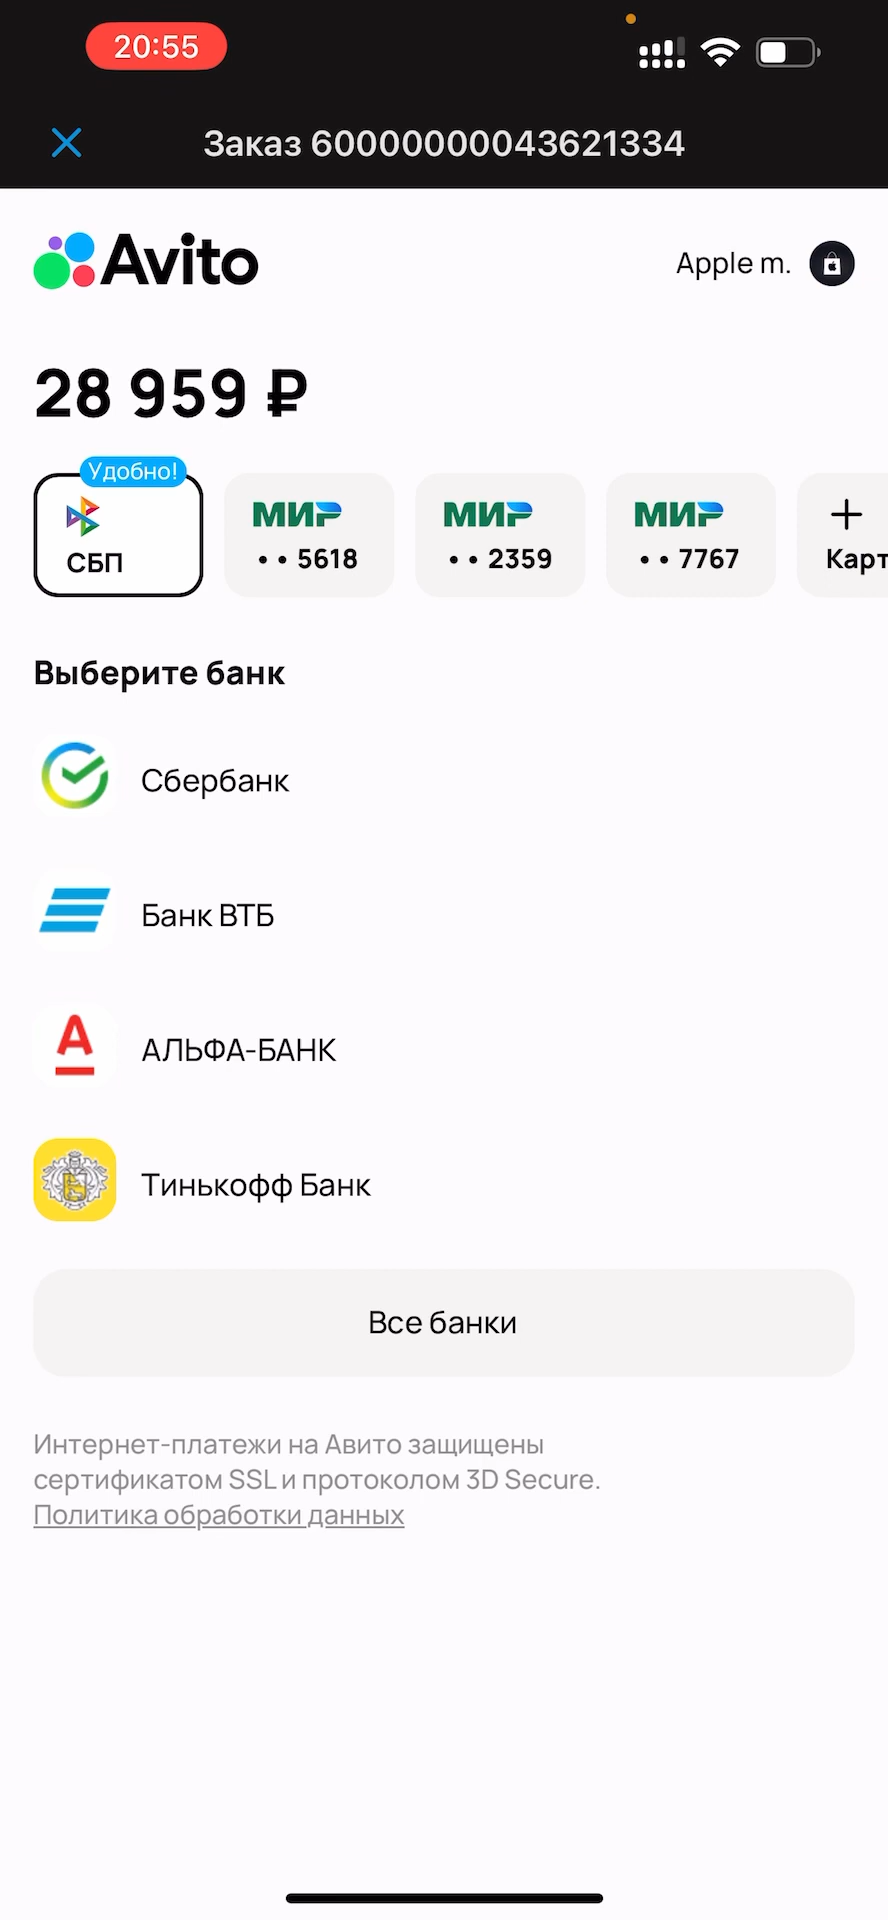 20:55
Заказ 60000000043621334
Avito
Apple m.
28 959 ₽
Удобно!
СБП
МИР
•• 5618
МИР
•• 2359
МИР
•• 7767
+
Карт
Выберите банк
Сбербанк
Банк ВТБ
А
АЛЬФА-БАНК
Тинькофф Банк
Все банки
Интернет-платежи на Авито защищены
сертификатом SSL и протоколом 3D Secure.
Политика обработки данных